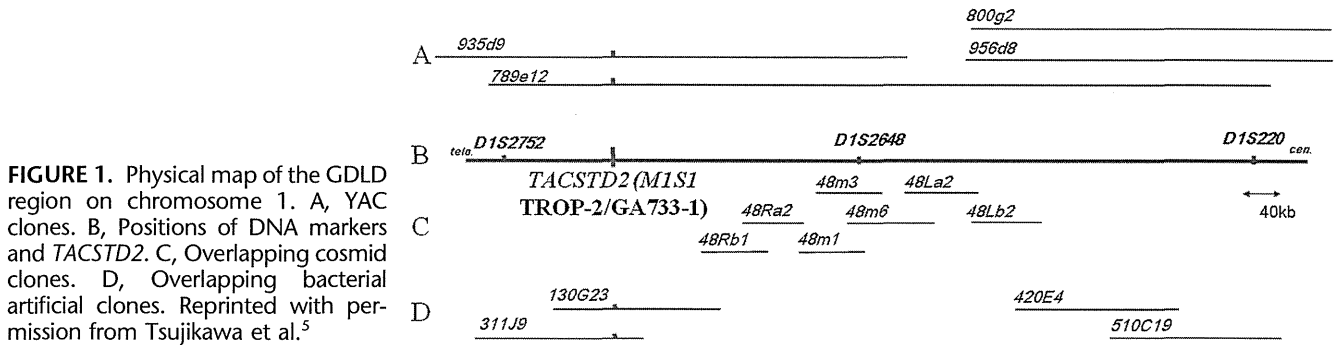 800g2
A 935d9 956d8
789e12
B telo. D1S2752 D1S2648 D1S220 cen.
TACSTD2 (M1S1 48m3 48La2
TROP-2/GA733-1) 48Ra2 48m6 48Lb2 40kb
C
48Rb1 48m1
130G23 420E4
D
311J9 510C19
FIGURE 1. Physical map of the GDLD
region on chromosome 1. A, YAC
clones. B, Positions of DNA markers
and TACSTD2. C, Overlapping cosmid
clones. D, Overlapping bacterial
artificial clones. Reprinted with per-
mission from Tsujikawa et al.5